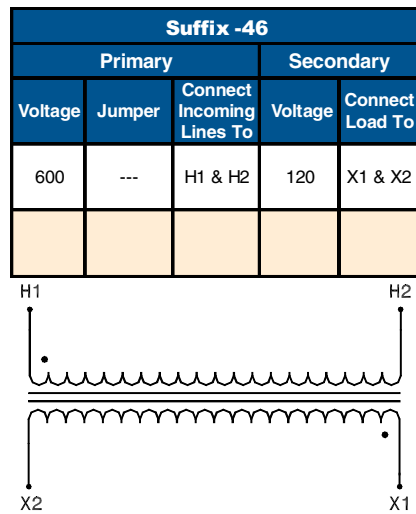 Suffix -46
Primary Secondary
Voltage Jumper Connect Incoming Lines To Voltage Connect Load To
600 --- H1 & H2 120 X1 & X2
H1 H2
X2 X1